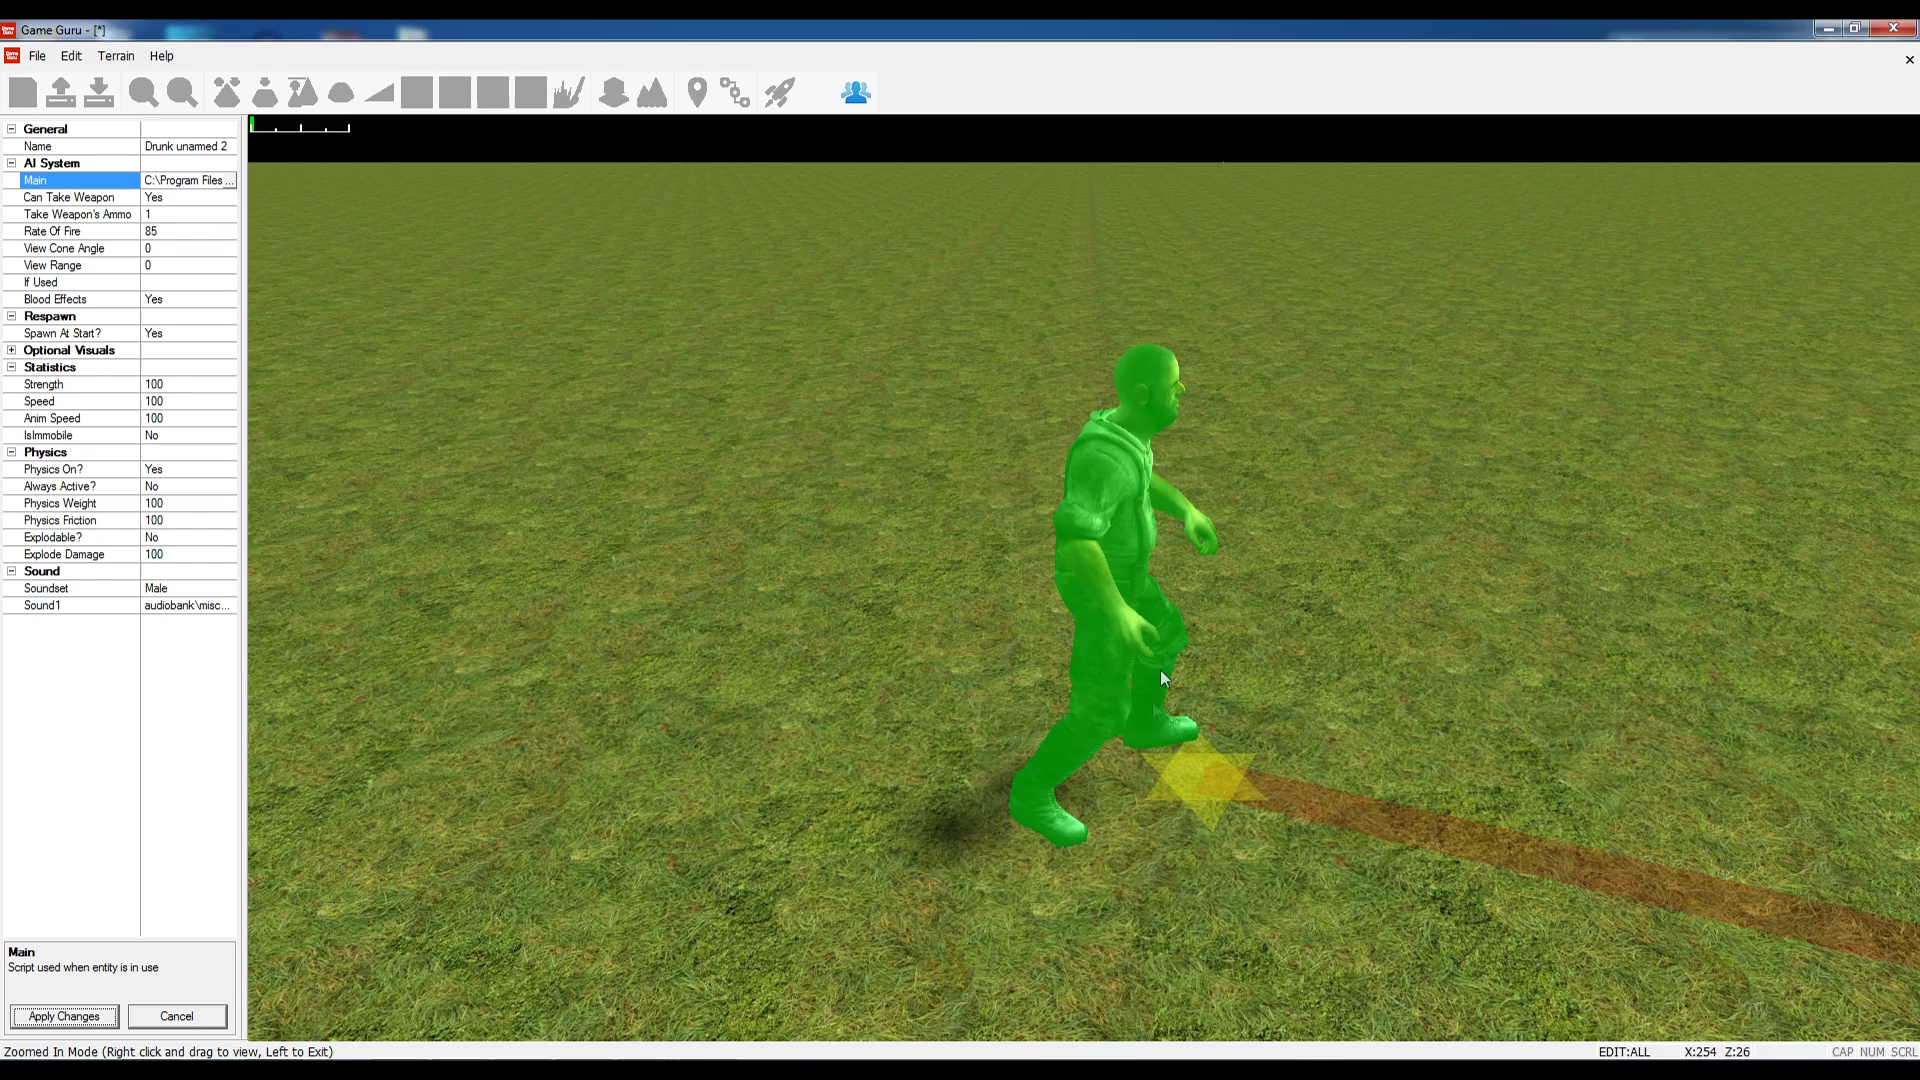 Game Guru - [*]
File Edit Terrain Help
General
Name Drunk unarmed 2
AI System
Main C:\Program Files ...
Can Take Weapon Yes
Take Weapon's Ammo 1
Rate Of Fire 85
View Cone Angle 0
View Range 0
If Used
Blood Effects Yes
Respawn
Spawn At Start? Yes
Optional Visuals
Statistics
Strength 100
Speed 100
Anim Speed 100
IsImmobile No
Physics
Physics On? Yes
Always Active? No
Physics Weight 100
Physics Friction 100
Explodable? No
Explode Damage 100
Sound
Soundset Male
Sound1 audiobank\misc...
Main
Script used when entity is in use
Apply Changes Cancel
Zoomed In Mode (Right click and drag to view, Left to Exit) EDIT:ALL X:254 Z:26 CAP NUM SCRL